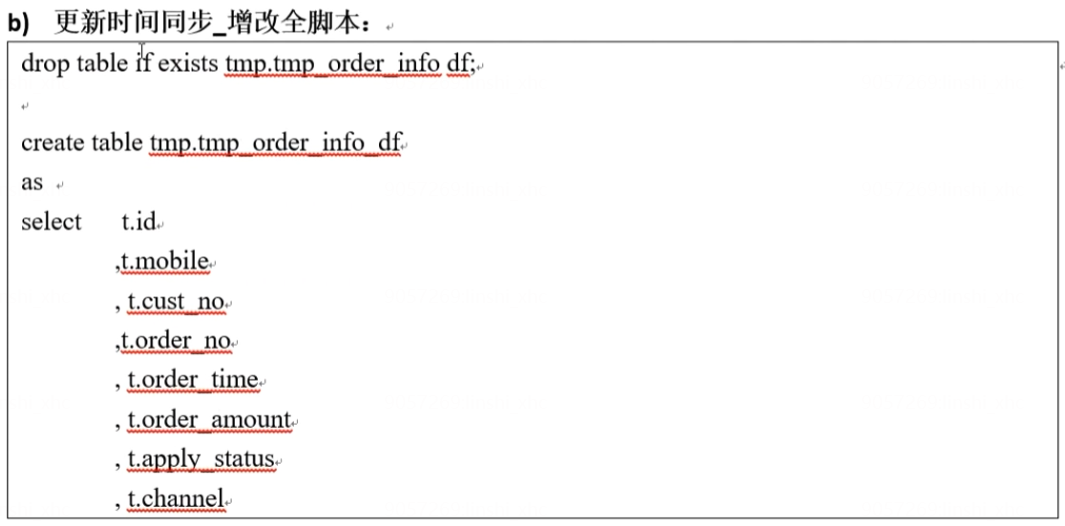 b) 更新时间同步_增改全脚本：
drop table if exists tmp.tmp_order_info df;
create table tmp.tmp_order_info_df
as
select t.id
,t.mobile
, t.cust_no
,t.order_no
, t.order_time
, t.order_amount
, t.apply_status
, t.channel